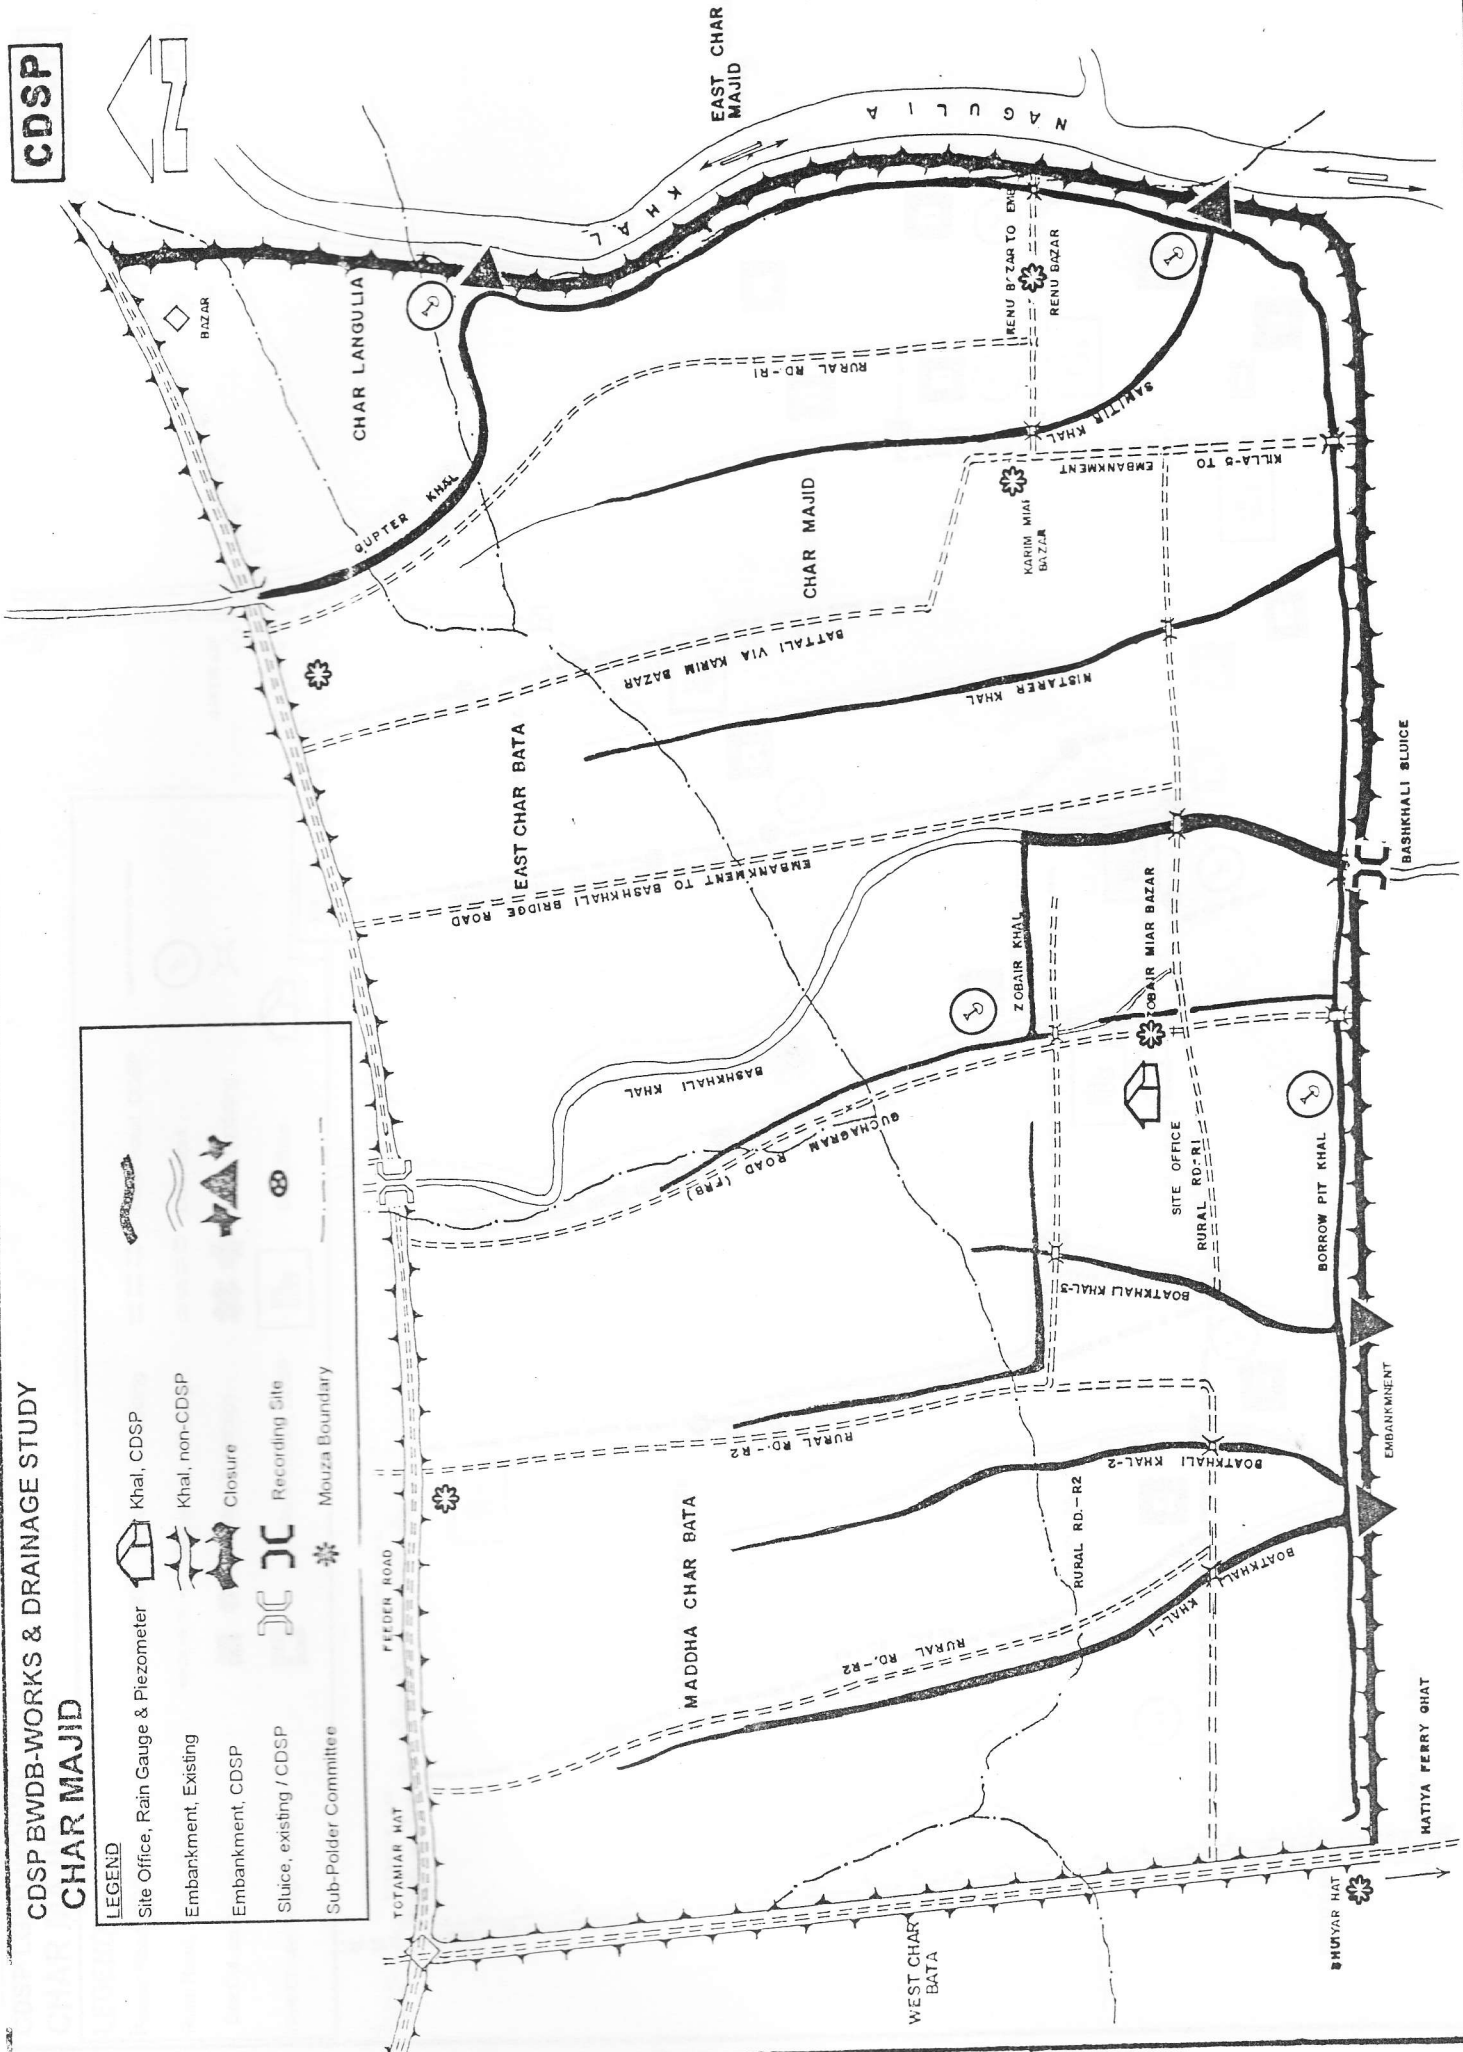 CDSP BWDB-WORKS & DRAINAGE STUDY
CHAR MAJID
CDSP
LEGEND
Site Office, Rain Gauge & Piezometer
Khal, CDSP
Embankment, Existing
Khal, non-CDSP
Embankment, CDSP
Closure
Sluice, existing / CDSP
Recording Site
Sub-Polder Committee
Mouza Boundary
TOTAMIAR HAT
FEEDER ROAD
BAZAR
CHAR LANGULIA
GUPTER KHAL
EAST CHAR
MAJID
NAGULIA
KHAL
RURAL RD-R1
RENU BAZAR TO EMB
RENU BAZAR
SAMITIR KHAL
KILLA-5 TO
EMBANKMENT
CHAR MAJID
KARIM MIAR
BAZAR
BATTALI VIA KARIM BAZAR
NISTARER KHAL
EAST CHAR BATA
EMBANKMENT TO BASHKHALI BRIDGE ROAD
BASHKHALI SLUICE
ZOBAIR KHAL
ZOBAIR MIAR BAZAR
BASHKHALI KHAL
GUCHAGRAM ROAD (FRB)
SITE OFFICE
RURAL RD.-R1
BORROW PIT KHAL
BOATKHALI KHAL-3
RURAL RD.-R2
BOATKHALI KHAL-2
EMBANKMENT
MADDHA CHAR BATA
RURAL RD.-R2
RURAL RD.-R2
BOATKHALI
KHAL-1
WEST CHAR
BATA
BHUIYAR HAT
HATIYA FERRY GHAT